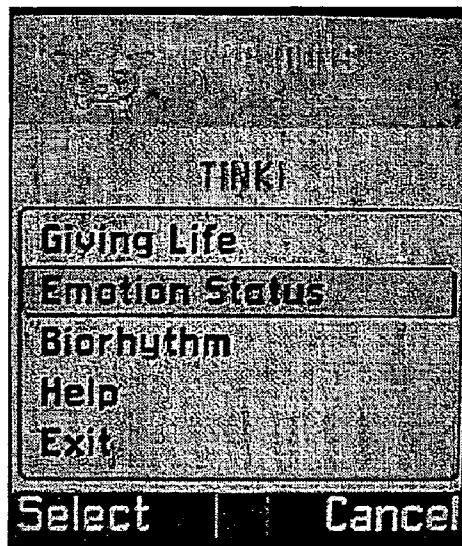 TINKI
Giving Life
Emotion Status
Biorhythm
Help
Exit
Select Cancel